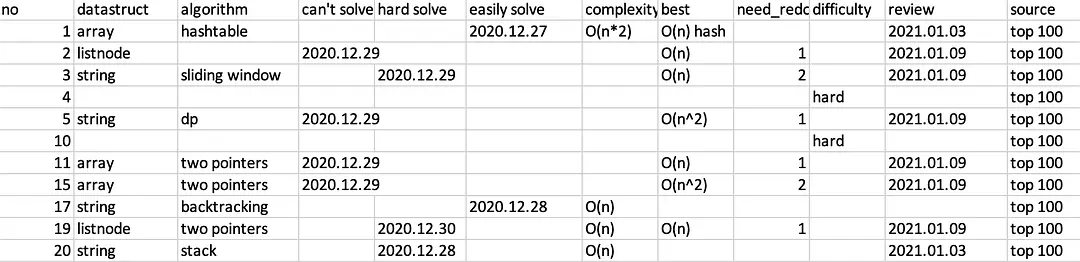 no datastruct algorithm can't solve hard solve easily solve complexity best need_redo difficulty review source
1 array hashtable 2020.12.27 O(n*2) O(n) hash 2021.01.03 top 100
2 listnode 2020.12.29 O(n) 1 2021.01.09 top 100
3 string sliding window 2020.12.29 O(n) 2 2021.01.09 top 100
4 hard top 100
5 string dp 2020.12.29 O(n^2) 1 2021.01.09 top 100
10 hard top 100
11 array two pointers 2020.12.29 O(n) 1 2021.01.09 top 100
15 array two pointers 2020.12.29 O(n^2) 2 2021.01.09 top 100
17 string backtracking 2020.12.28 O(n) top 100
19 listnode two pointers 2020.12.30 O(n) O(n) 1 2021.01.09 top 100
20 string stack 2020.12.28 O(n) 2021.01.03 top 100